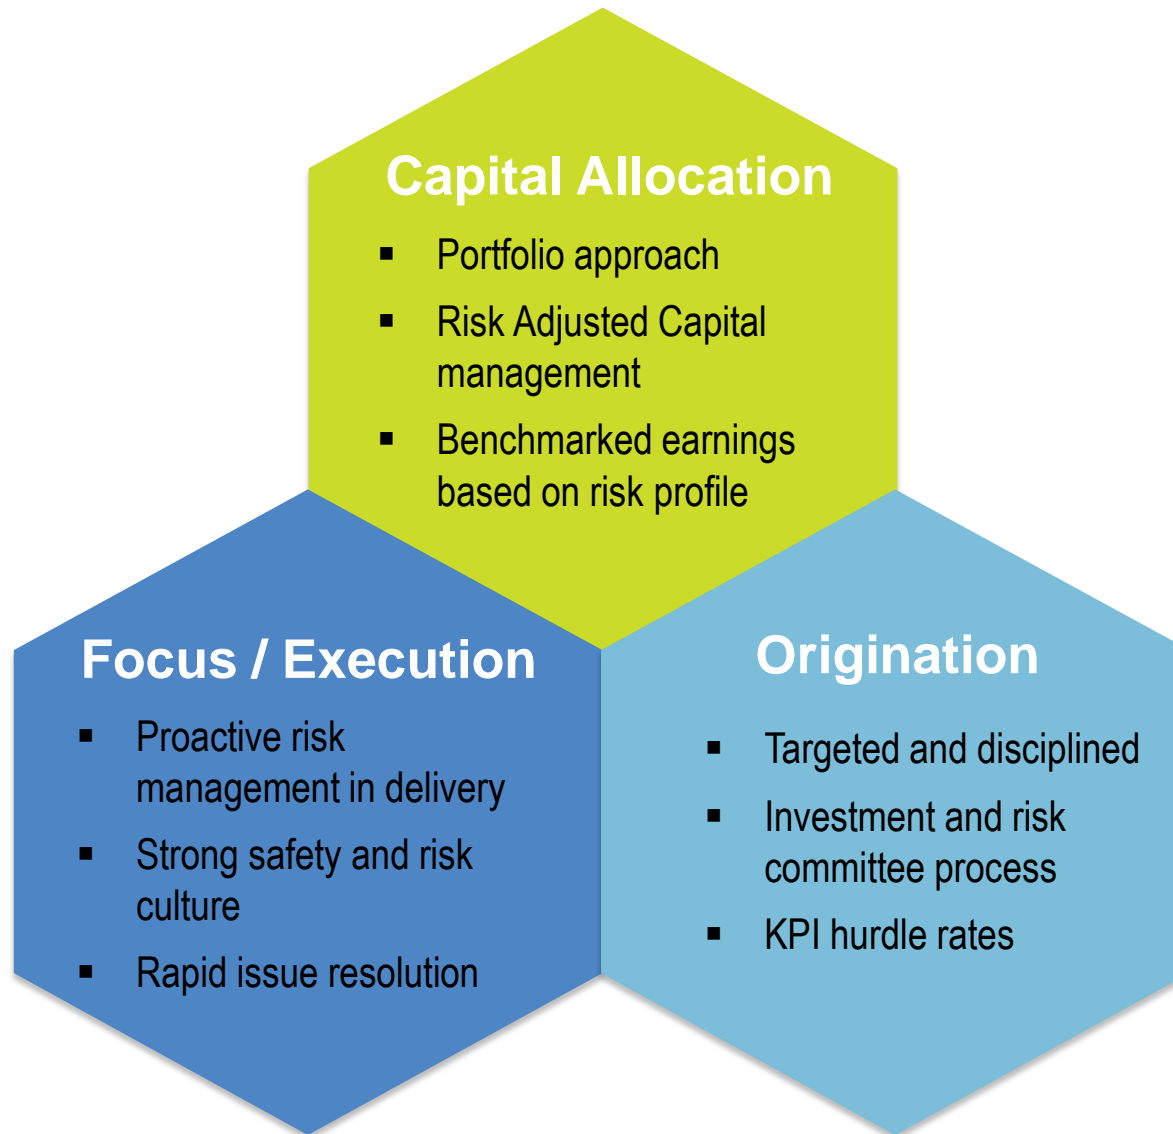 Capital Allocation
▪ Portfolio approach
▪ Risk Adjusted Capital
management
▪ Benchmarked earnings
based on risk profile
Focus / Execution
▪ Proactive risk
management in delivery
▪ Strong safety and risk
culture
▪ Rapid issue resolution
Origination
▪ Targeted and disciplined
▪ Investment and risk
committee process
▪ KPI hurdle rates